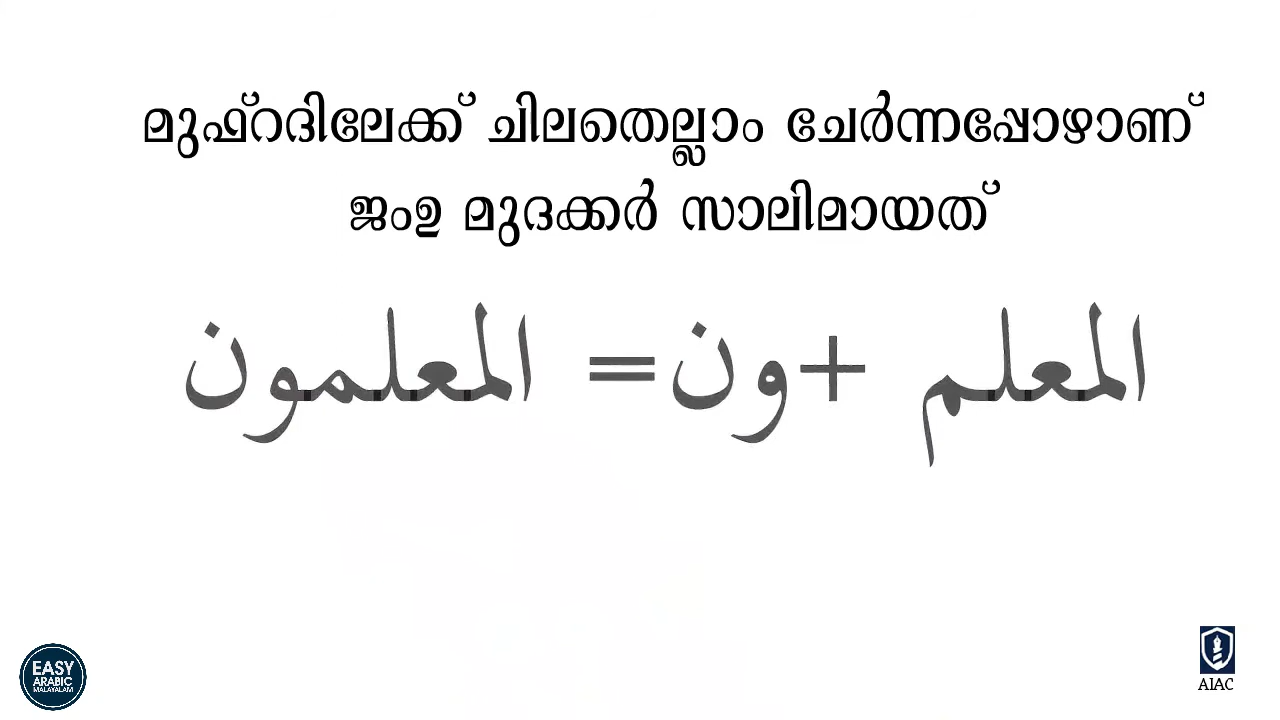 മുഫ്റദിലേക്ക് ചിലതെല്ലാം ചേർന്നപ്പോഴാണ്
ജംഉ മുദക്കർ സാലിമായത്
المعلم +ون= المعلمون
EASY
ARABIC
MALAYALAM
AIAC